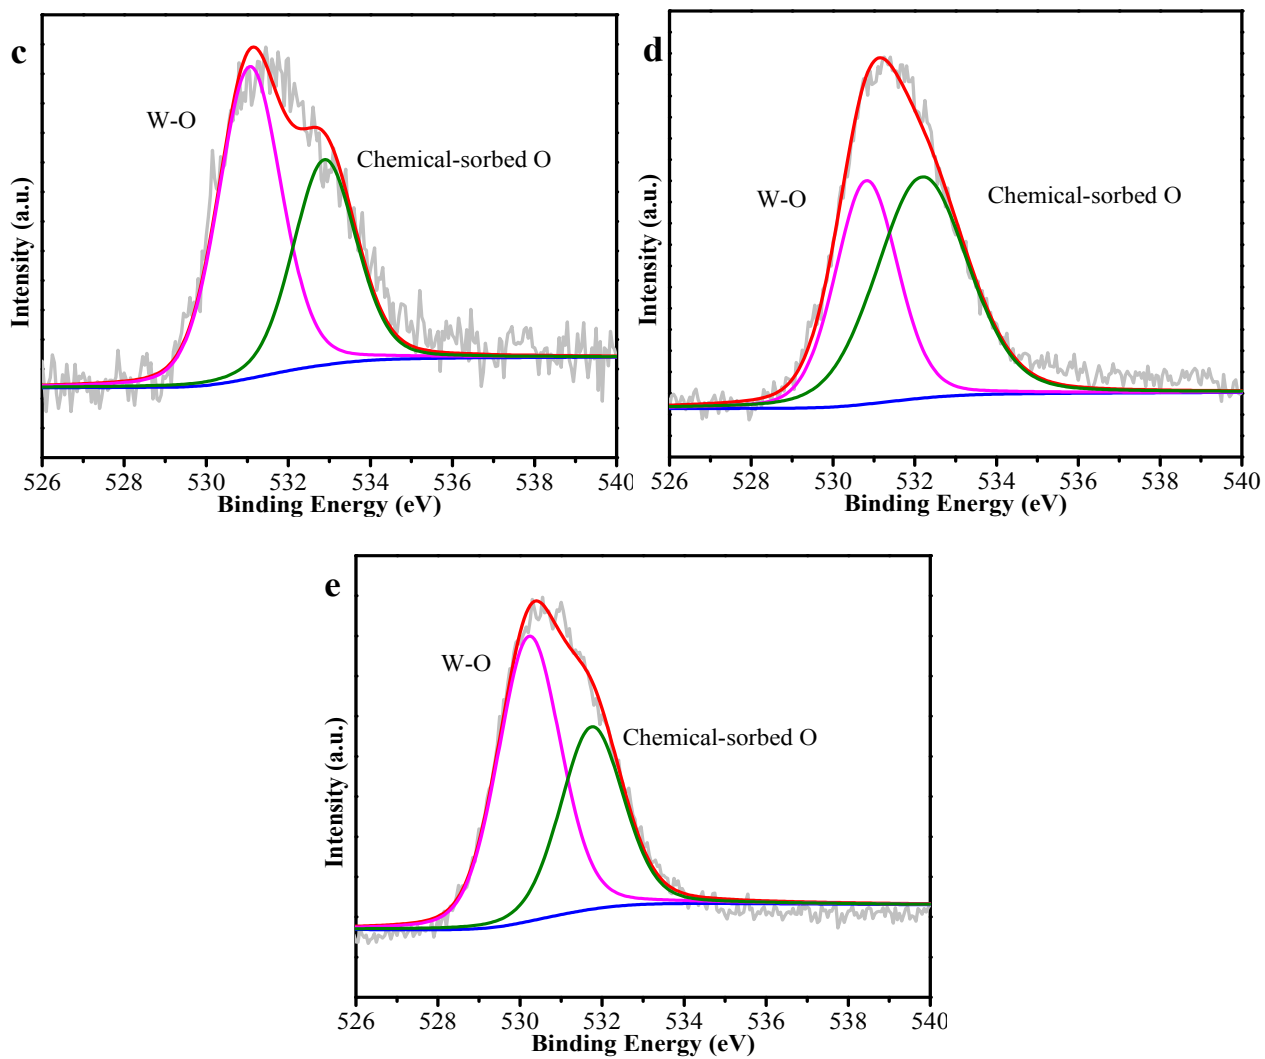 c
W-O
Chemical-sorbed O
Intensity (a.u.)
526 528 530 532 534 536 538 540
Binding Energy (eV)
d
W-O
Chemical-sorbed O
Intensity (a.u.)
526 528 530 532 534 536 538 540
Binding Energy (eV)
e
W-O
Chemical-sorbed O
Intensity (a.u.)
526 528 530 532 534 536 538 540
Binding Energy (eV)